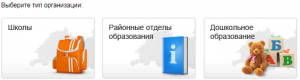 Выберите тип организации:
Школы
Районные отделы
образования
Дошкольное
образование
i
А
Б В